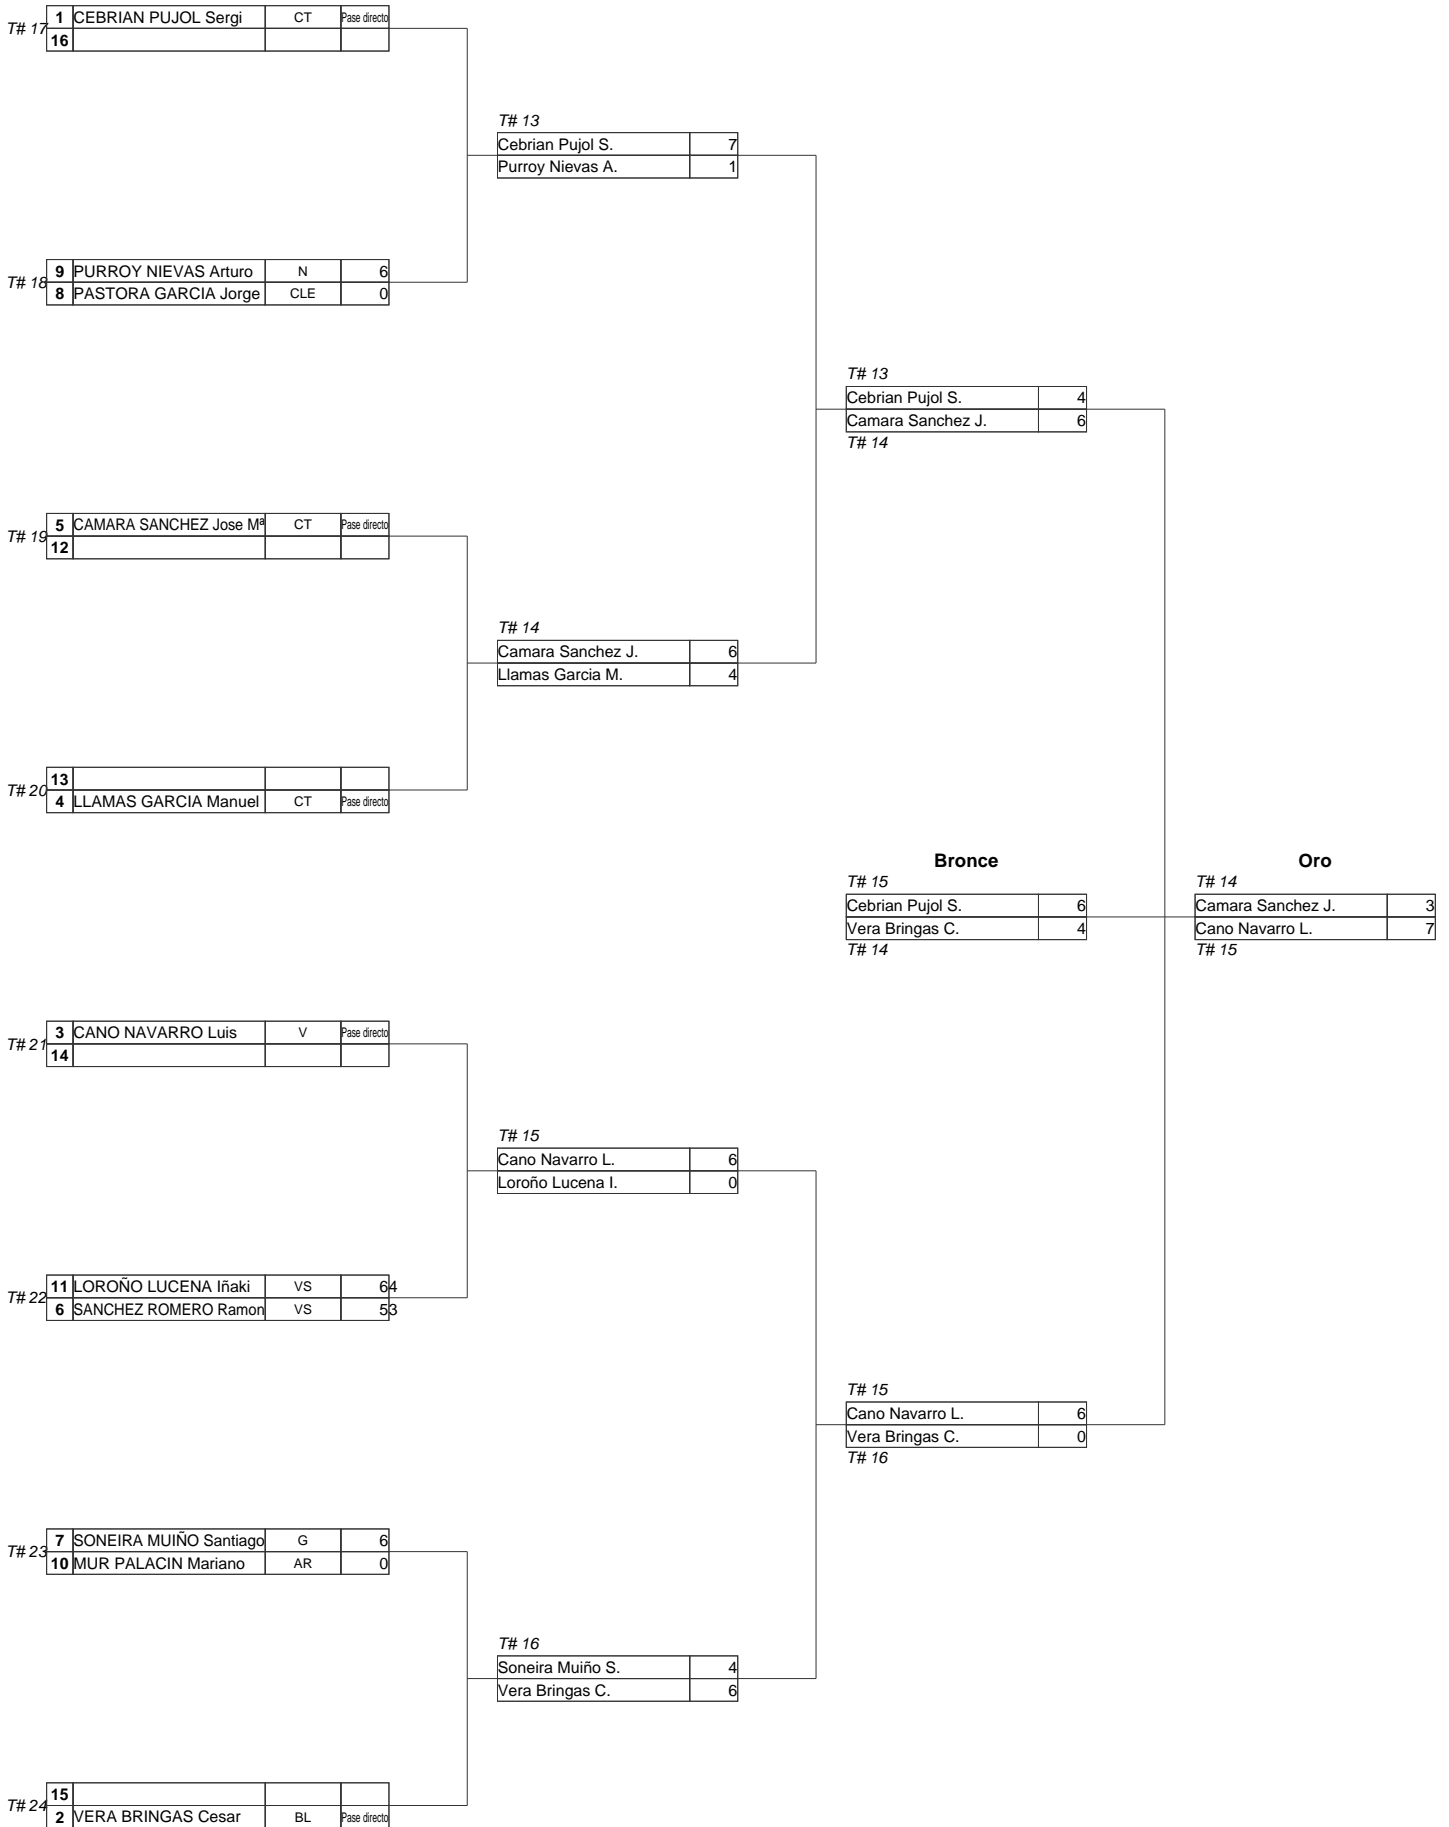 T# 17
1 CEBRIAN PUJOL Sergi CT Pase directo
16
T# 13
Cebrian Pujol S. 7
Purroy Nievas A. 1
T# 18
9 PURROY NIEVAS Arturo N 6
8 PASTORA GARCIA Jorge CLE 0
T# 13
Cebrian Pujol S. 4
Camara Sanchez J. 6
T# 14
T# 19
5 CAMARA SANCHEZ Jose Mª CT Pase directo
12
T# 14
Camara Sanchez J. 6
Llamas Garcia M. 4
T# 20
13
4 LLAMAS GARCIA Manuel CT Pase directo
Bronce
T# 15
Cebrian Pujol S. 6
Vera Bringas C. 4
T# 14
Oro
T# 14
Camara Sanchez J. 3
Cano Navarro L. 7
T# 15
T# 21
3 CANO NAVARRO Luis V Pase directo
14
T# 15
Cano Navarro L. 6
Loroño Lucena I. 0
T# 22
11 LOROÑO LUCENA Iñaki VS 64
6 SANCHEZ ROMERO Ramon VS 53
T# 15
Cano Navarro L. 6
Vera Bringas C. 0
T# 16
T# 23
7 SONEIRA MUIÑO Santiago G 6
10 MUR PALACIN Mariano AR 0
T# 16
Soneira Muiño S. 4
Vera Bringas C. 6
T# 24
15
2 VERA BRINGAS Cesar BL Pase directo